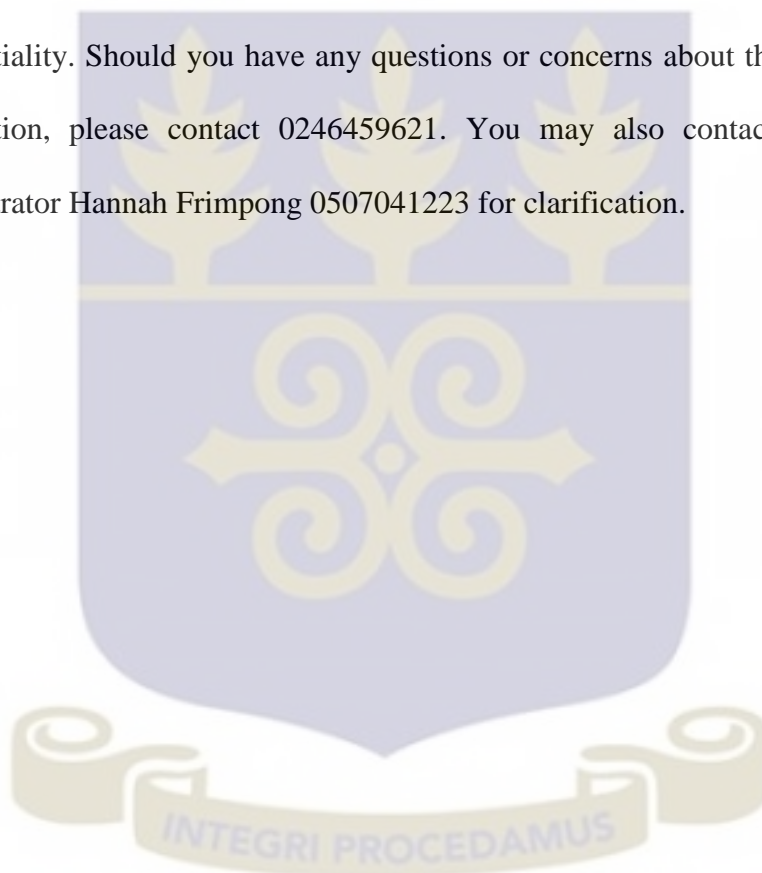 tiality. Should you have any questions or concerns about th
tion, please contact 0246459621. You may also contac
rator Hannah Frimpong 0507041223 for clarification.
INTEGRI PROCEDAMUS